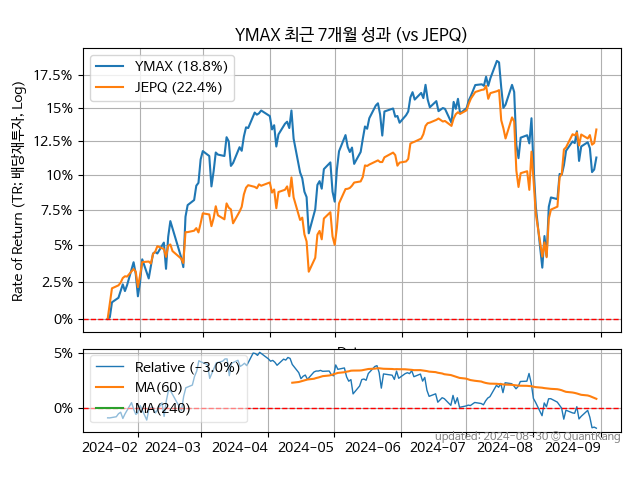 YMAX 최근 7개월 성과 (vs JEPQ)
Rate of Return (TR: 배당재투자, Log)
17.5%
15%
12.5%
10%
7.5%
5%
2.5%
0%
YMAX (18.8%)
JEPQ (22.4%)
5%
0%
Relative (−3.0%)
MA(60)
MA(240)
updated: 2024-08-30 © QuantKang
2024-02 2024-03 2024-04 2024-05 2024-06 2024-07 2024-08 2024-09